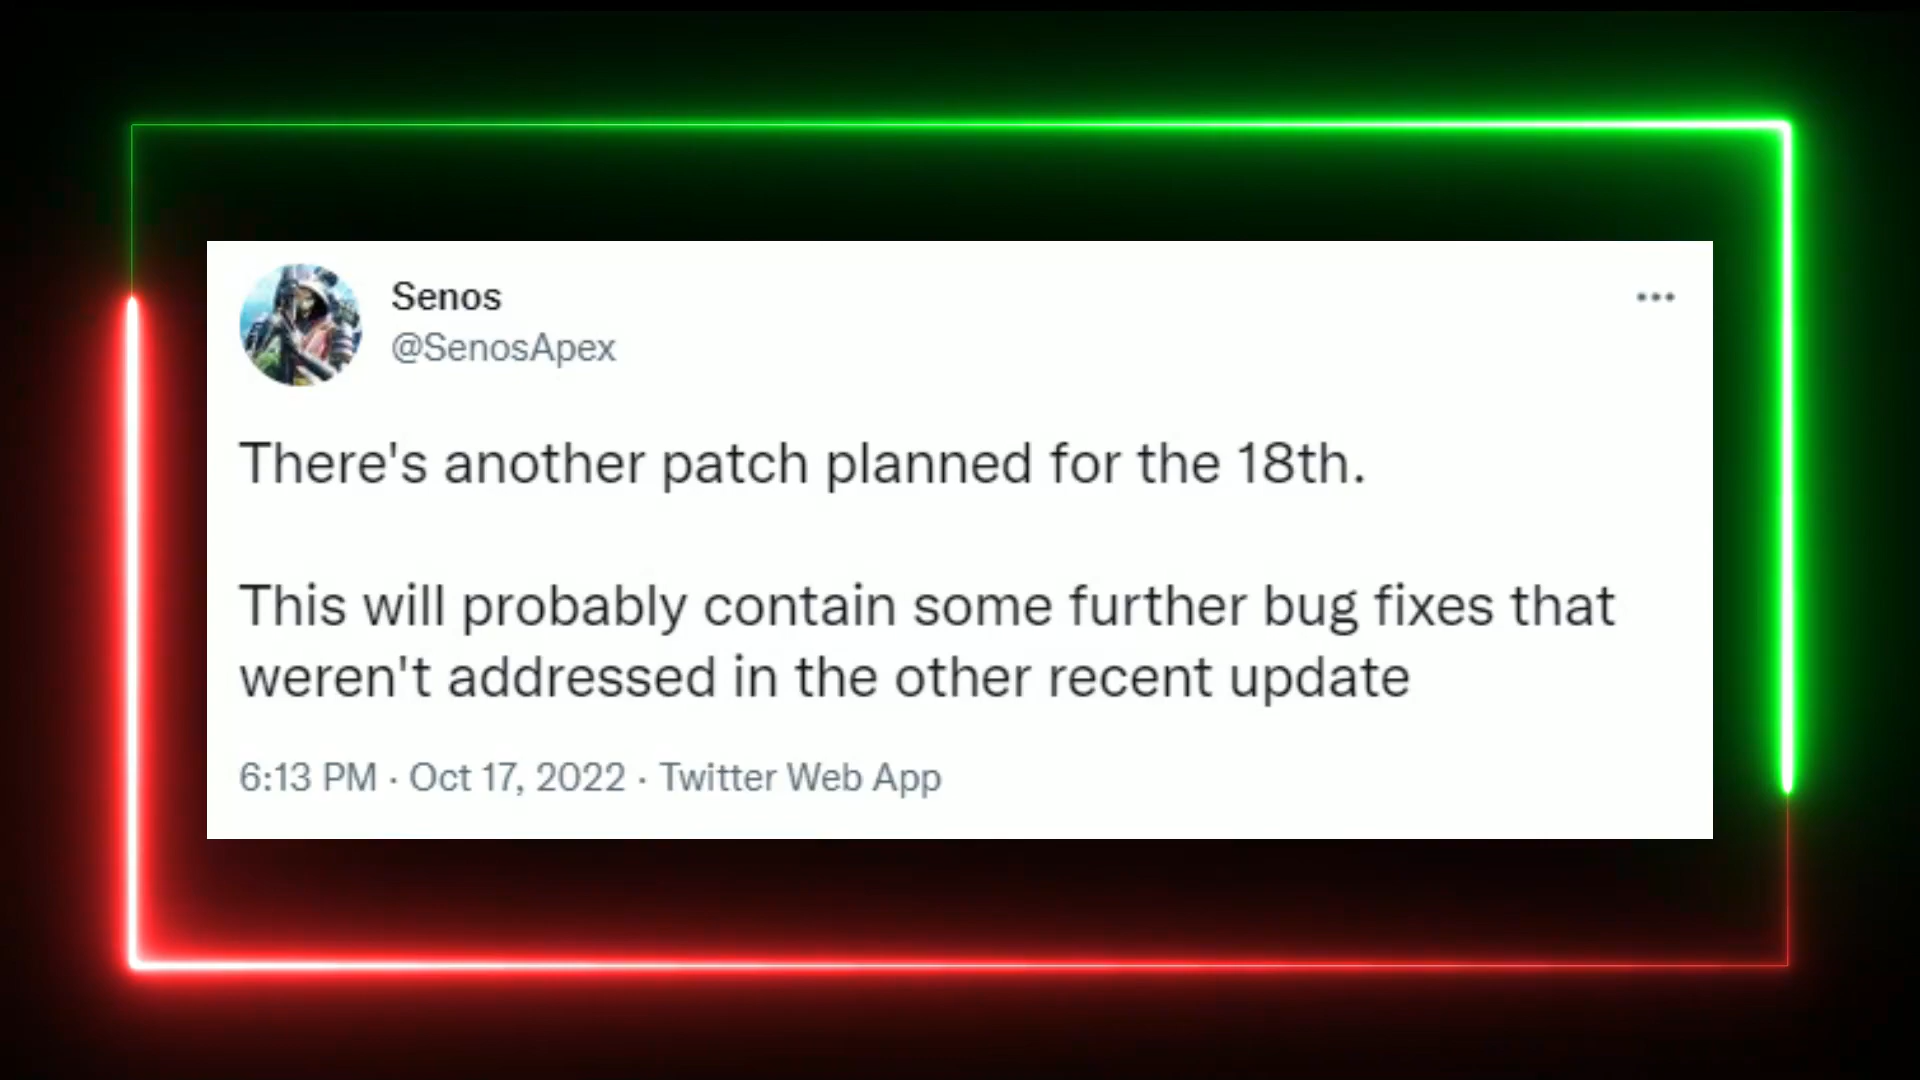 Senos
@SenosApex
There's another patch planned for the 18th.
This will probably contain some further bug fixes that
weren't addressed in the other recent update
6:13 PM · Oct 17, 2022 · Twitter Web App